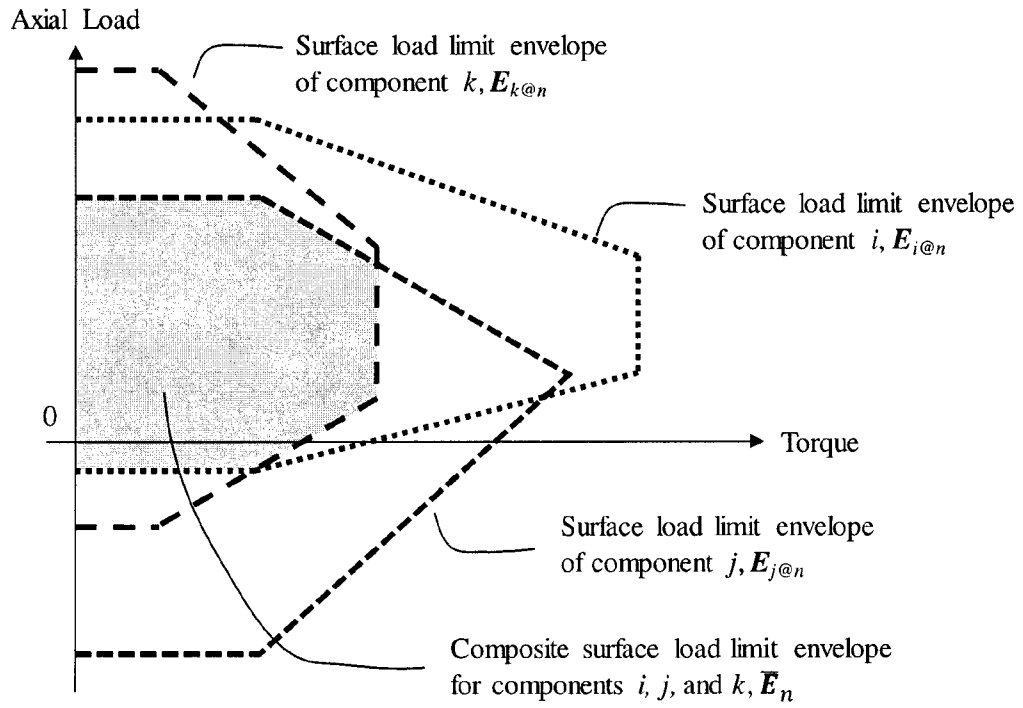 Axial Load
Surface load limit envelope
of component k, E_{k@n}
Surface load limit envelope
of component i, E_{i@n}
0
Torque
Surface load limit envelope
of component j, E_{j@n}
Composite surface load limit envelope
for components i, j, and k, Ē_n